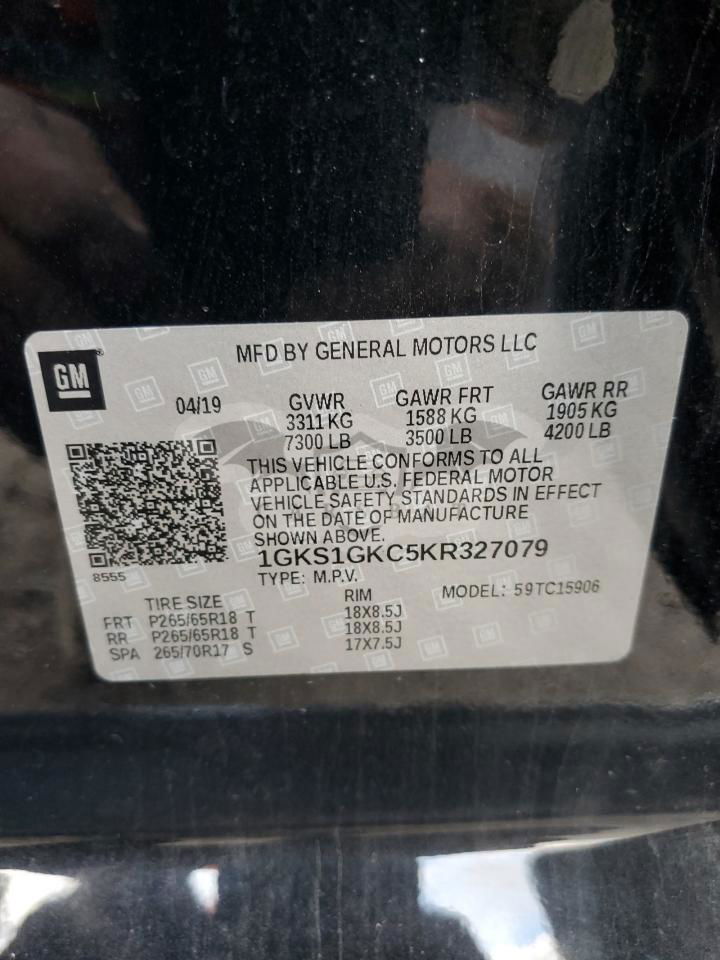 MFD BY GENERAL MOTORS LLC
GM
04/19
GVWR
3311 KG
7300 LB
GAWR FRT
1588 KG
3500 LB
GAWR RR
1905 KG
4200 LB
THIS VEHICLE CONFORMS TO ALL
APPLICABLE U.S. FEDERAL MOTOR
VEHICLE SAFETY STANDARDS IN EFFECT
ON THE DATE OF MANUFACTURE
SHOWN ABOVE.
1GKS1GKC5KR327079
8555
TYPE: M.P.V.
MODEL: 59TC15906
TIRE SIZE RIM
FRT P265/65R18 T 18X8.5J
RR P265/65R18 T 18X8.5J
SPA 265/70R17 S 17X7.5J